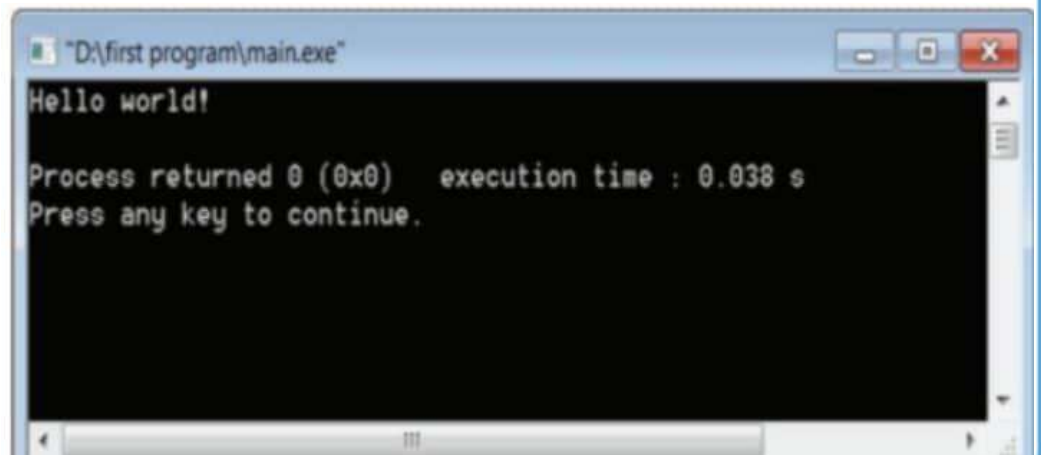 "D:\first program\main.exe"
Hello world!
Process returned 0 (0x0)   execution time : 0.038 s
Press any key to continue.